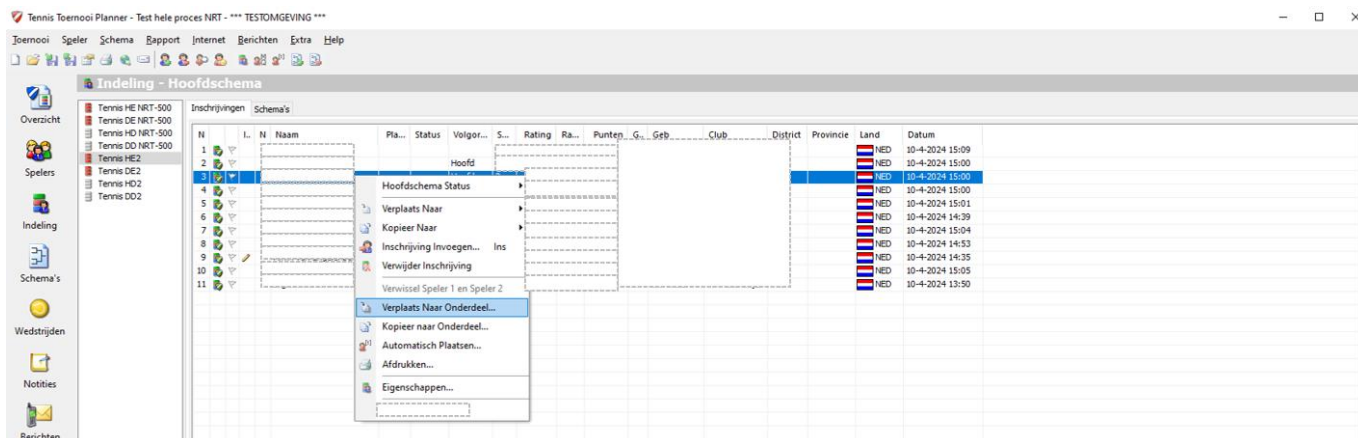 Tennis Toernooi Planner - Test hele proces NRT - *** TESTOMGEVING ***
Toernooi Speler Schema Rapport Internet Berichten Extra Help
Indeling - Hoofdschema
Overzicht
Spelers
Indeling
Schema's
Wedstrijden
Notities
Berichten
Tennis HE NRT-500
Tennis DE NRT-500
Tennis HD NRT-500
Tennis DD NRT-500
Tennis HE2
Tennis DE2
Tennis HD2
Tennis DD2
Inschrijvingen Schema's
N I.. N Naam Pla... Status Volgor... S... Rating Ra... Punten G.. Geb Club District Provincie Land Datum
1 NED 10-4-2024 15:09
2 Hoofd NED 10-4-2024 15:00
3 NED 10-4-2024 15:00
4 NED 10-4-2024 15:00
5 NED 10-4-2024 15:01
6 NED 10-4-2024 14:39
7 NED 10-4-2024 15:04
8 NED 10-4-2024 14:53
9 NED 10-4-2024 14:35
10 NED 10-4-2024 15:05
11 NED 10-4-2024 13:50
Hoofdschema Status
Verplaats Naar
Kopieer Naar
Inschrijving Invoegen... Ins
Verwijder Inschrijving
Verwissel Speler 1 en Speler 2
Verplaats Naar Onderdeel...
Kopieer naar Onderdeel...
Automatisch Plaatsen...
Afdrukken...
Eigenschappen...